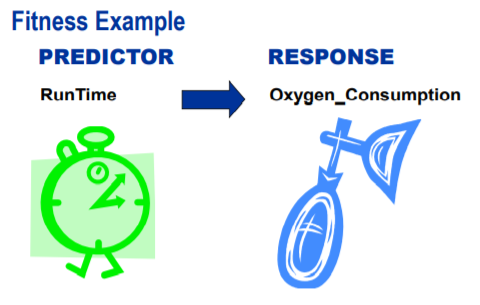 Fitness Example
PREDICTOR
RESPONSE
RunTime
Oxygen_Consumption